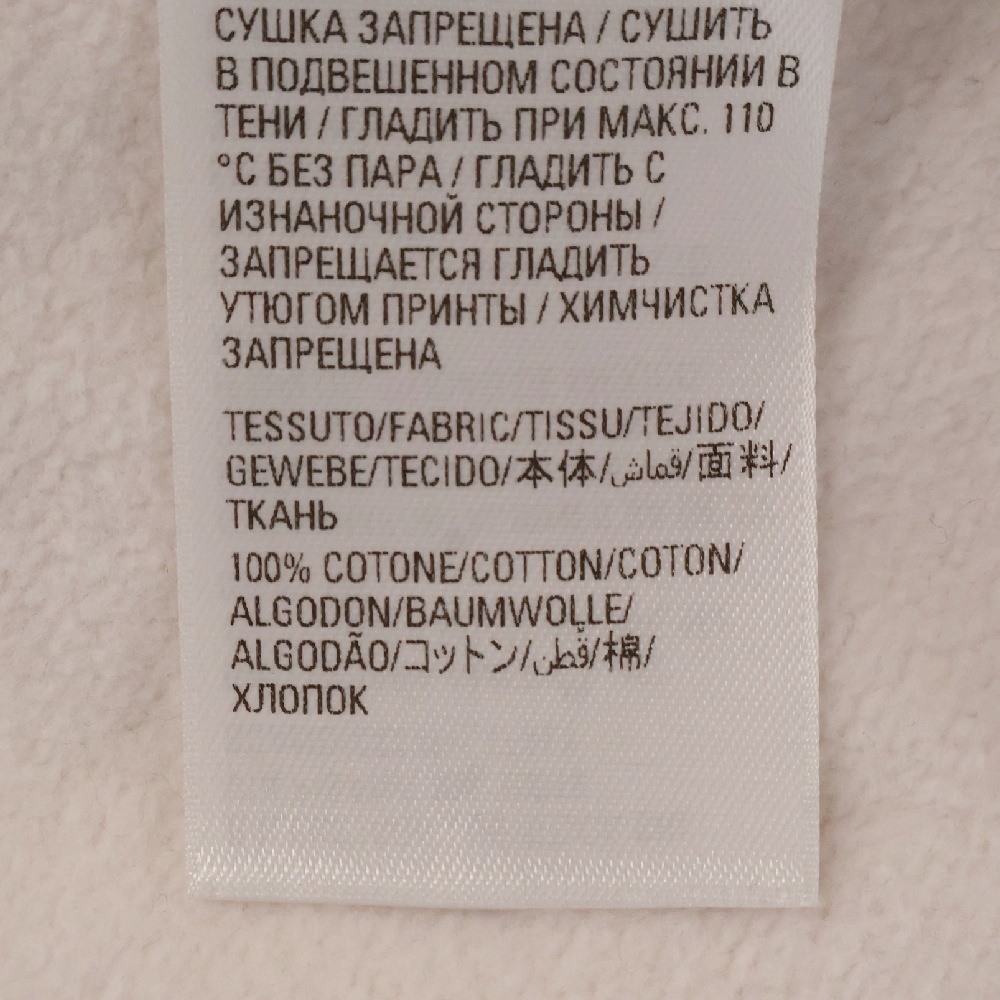 СУШКА ЗАПРЕЩЕНА / СУШИТЬ
В ПОДВЕШЕННОМ СОСТОЯНИИ В
ТЕНИ / ГЛАДИТЬ ПРИ МАКС. 110
°C БЕЗ ПАРА / ГЛАДИТЬ С
ИЗНАНОЧНОЙ СТОРОНЫ /
ЗАПРЕЩАЕТСЯ ГЛАДИТЬ
УТЮГОМ ПРИНТЫ / ХИМЧИСТКА
ЗАПРЕЩЕНА
TESSUTO/FABRIC/TISSU/TEJIDO/
GEWEBE/TECIDO/本体/قماش/面料/
ТКАНЬ
100% COTONE/COTTON/COTON/
ALGODON/BAUMWOLLE/
ALGODÃO/コットン/قطن/棉/
ХЛОПОК